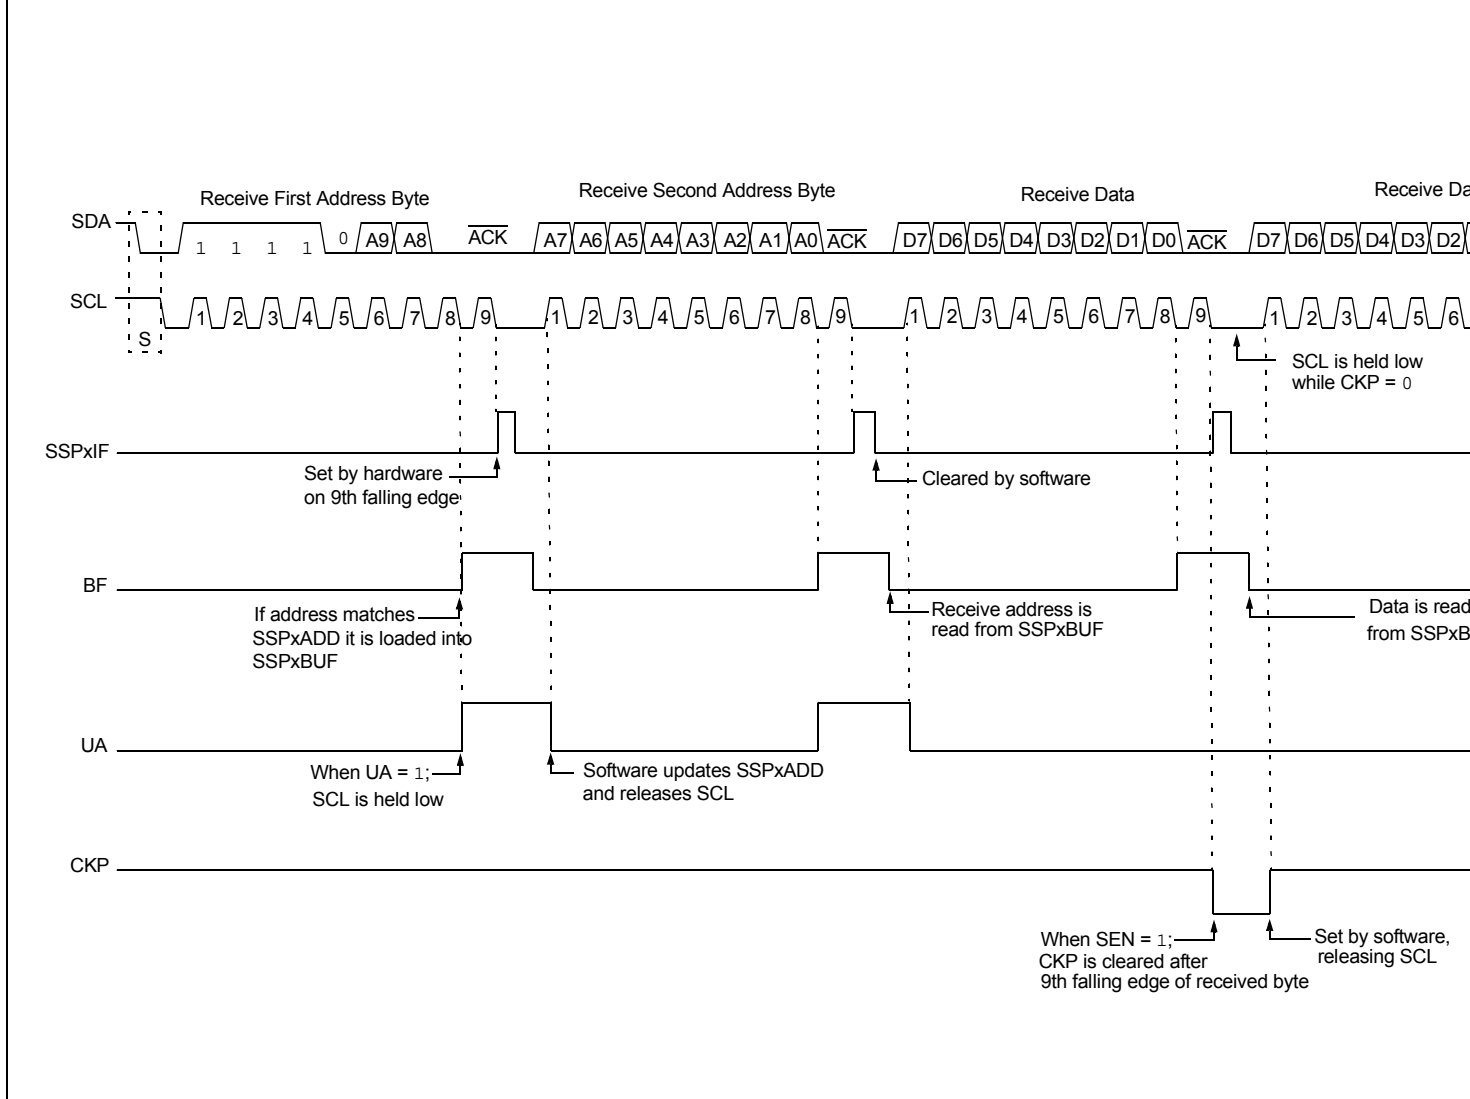 Receive First Address Byte
Receive Second Address Byte
Receive Data
Receive Da
SDA
1 1 1 1 0 A9 A8 ACK A7 A6 A5 A4 A3 A2 A1 A0 ACK D7 D6 D5 D4 D3 D2 D1 D0 ACK D7 D6 D5 D4 D3 D2
SCL
1 2 3 4 5 6 7 8 9 1 2 3 4 5 6 7 8 9 1 2 3 4 5 6 7 8 9 1 2 3 4 5 6
S
SCL is held low
while CKP = 0
SSPxIF
Set by hardware
on 9th falling edge
Cleared by software
BF
If address matches
SSPxADD it is loaded into
SSPxBUF
Receive address is
read from SSPxBUF
Data is read
from SSPxB
UA
When UA = 1;
SCL is held low
Software updates SSPxADD
and releases SCL
CKP
When SEN = 1;
CKP is cleared after
9th falling edge of received byte
Set by software,
releasing SCL